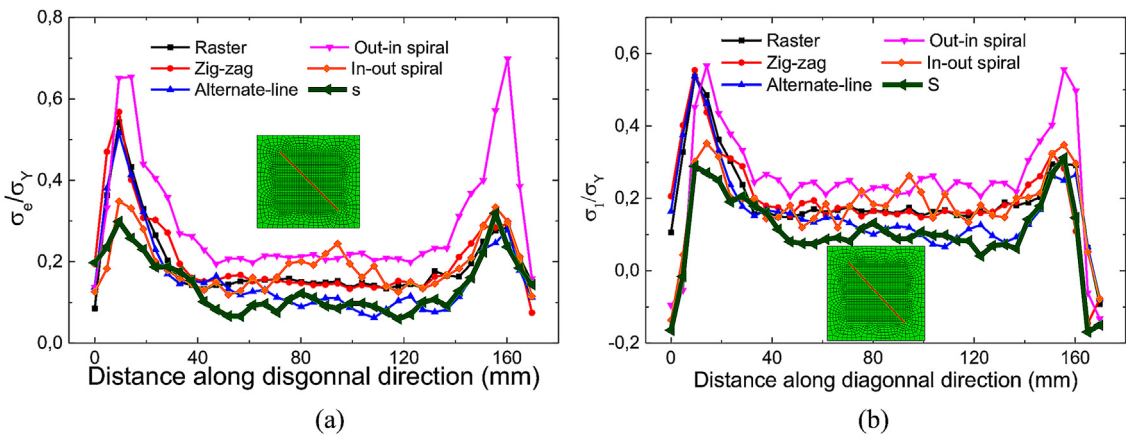 (a)
0,8
0,6
0,4
0,2
0,0
σe/σY
Raster
Zig-zag
Alternate-line
Out-in spiral
In-out spiral
s
0 40 80 120 160
Distance along disgonnal direction (mm)
(a)
(b)
0,6
0,4
0,2
0,0
-0,2
σ1/σY
Raster
Zig-zag
Alternate-line
Out-in spiral
In-out spiral
S
0 40 80 120 160
Distance along diagonnal direction (mm)
(b)